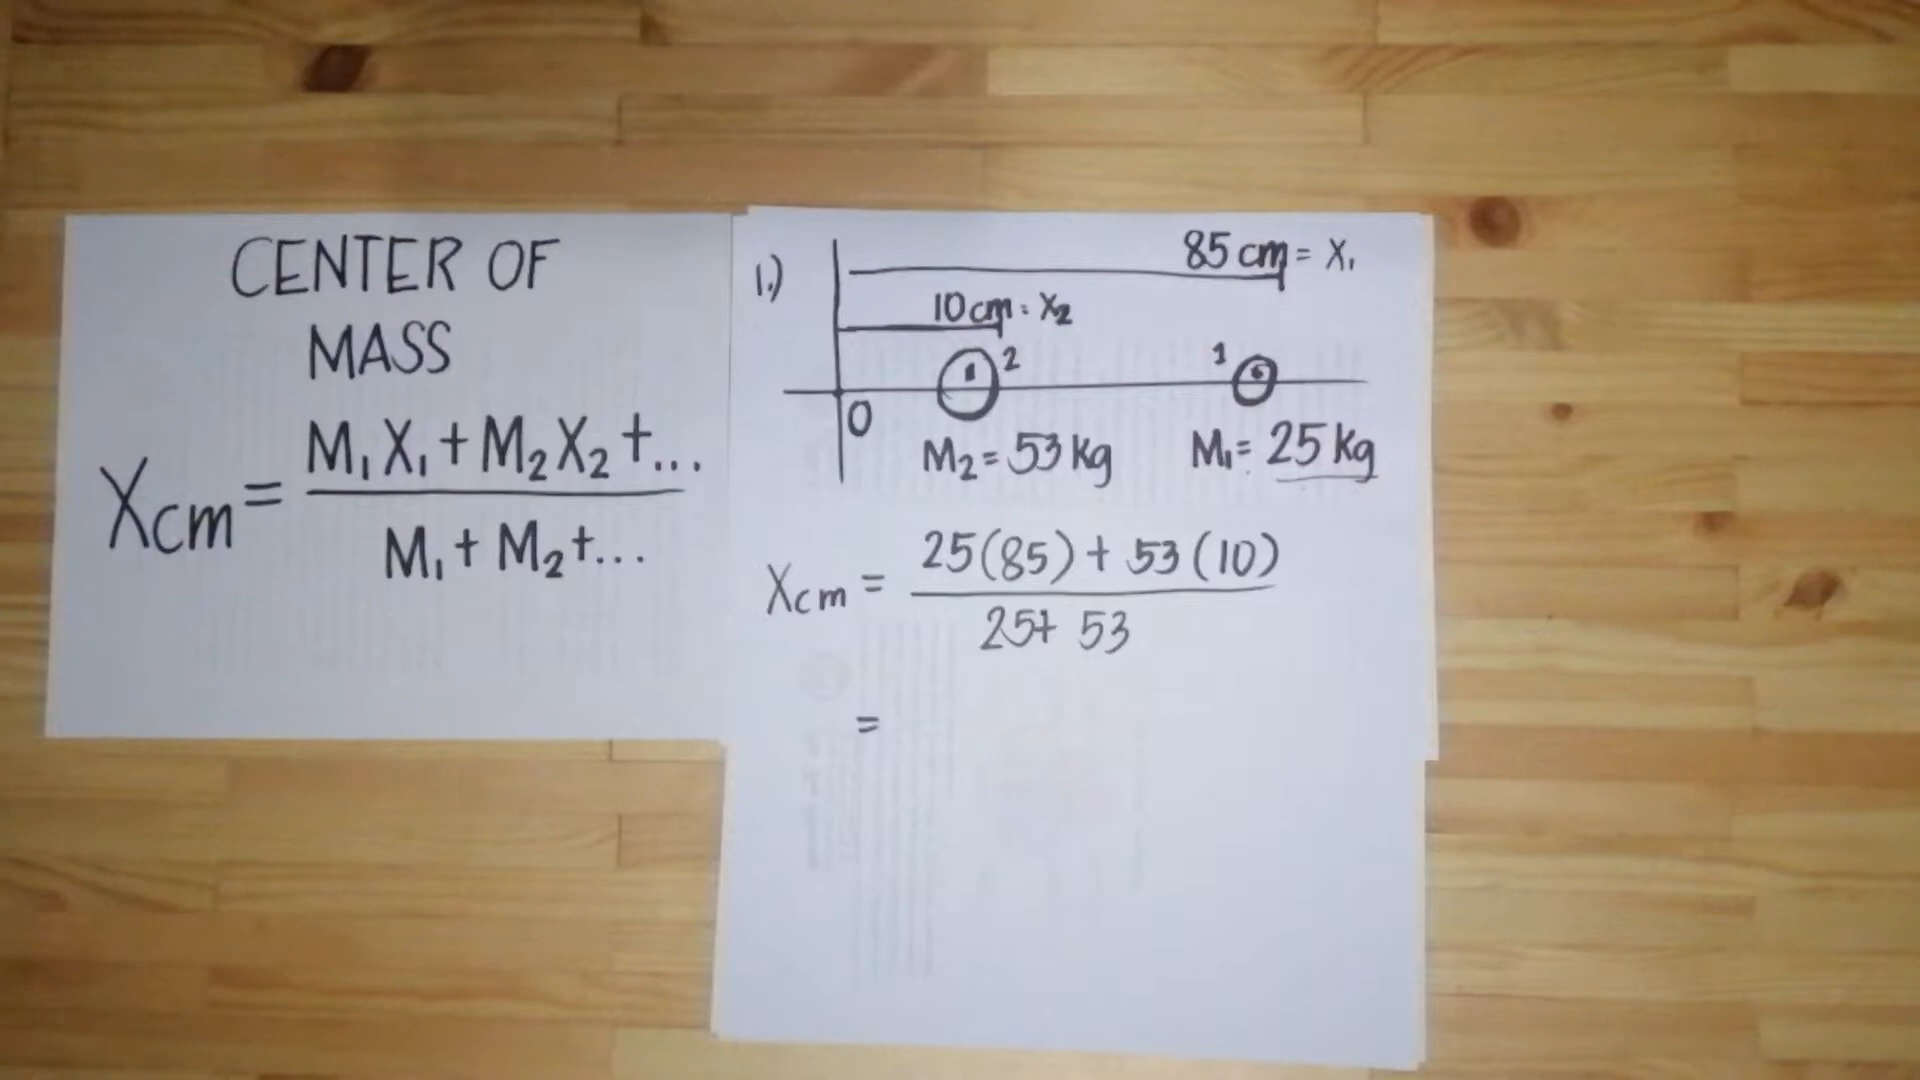 CENTER OF
MASS
Xcm = M₁X₁ + M₂X₂ + ...
M₁ + M₂ + ...
1.)
85 cm = X₁
10 cm = X₂
2
1
0
M₂ = 53 kg
M₁ = 25 kg
Xcm = 25(85) + 53(10)
25 + 53
=